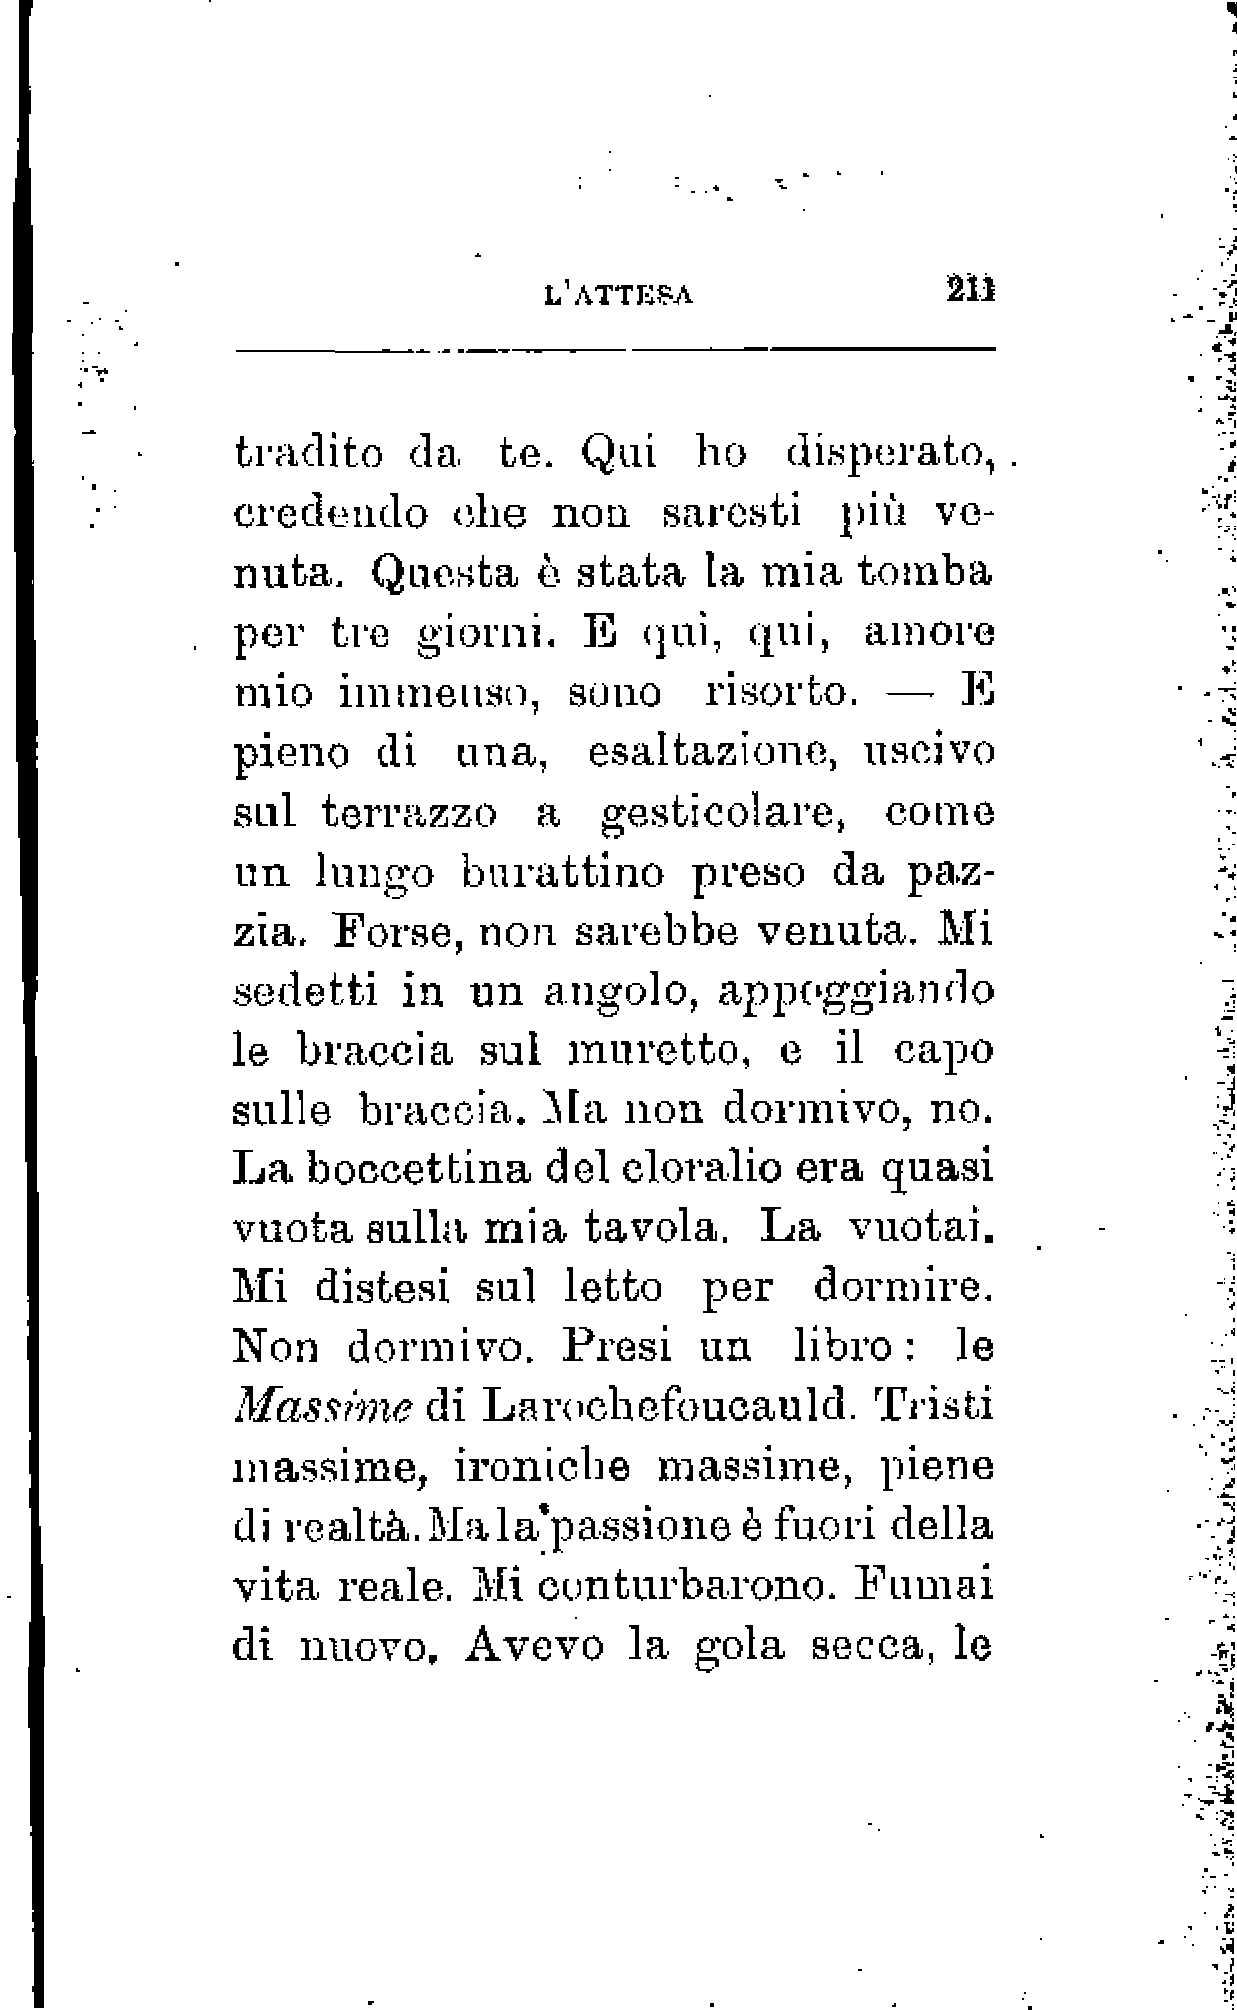 L'ATTESA 211
tradito da te. Qui ho disperato,
credendo che non saresti più ve-
nuta. Questa è stata la mia tomba
per tre giorni. E qui, qui, amore
mio immenso, sono risorto. — E
pieno di una, esaltazione, uscivo
sul terrazzo a gesticolare, come
un lungo burattino preso da paz-
zia. Forse, non sarebbe venuta. Mi
sedetti in un angolo, appoggiando
le braccia sul muretto, e il capo
sulle braccia. Ma non dormivo, no.
La boccettina del cloralio era quasi
vuota sulla mia tavola. La vuotai.
Mi distesi sul letto per dormire.
Non dormivo. Presi un libro: le
Massime di Larochefoucauld. Tristi
massime, ironiche massime, piene
di realtà. Ma la passione è fuori della
vita reale. Mi conturbarono. Fumai
di nuovo. Avevo la gola secca, le